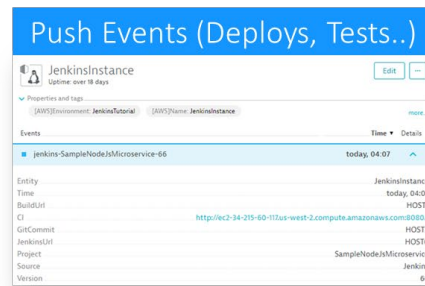 Push Events (Deploys, Tests..)
JenkinsInstance
Edit ...
Uptime: over 18 days
Properties and tags
[AWS]Environment: JenkinsTutorial [AWS]Name: JenkinsInstance
more
Events Time ▼ Details
jenkins-SampleNodeJsMicroservice-66 today, 04:07
Entity JenkinsInstanc
Time today, 04:0
BuildUrl HOST
CI http://ec2-34-215-60-117.us-west-2.compute.amazonaws.com:8080
GitCommit HOST
JenkinsUrl HOST
Project SampleNodeJsMicroservic
Source Jenkin
Version 6